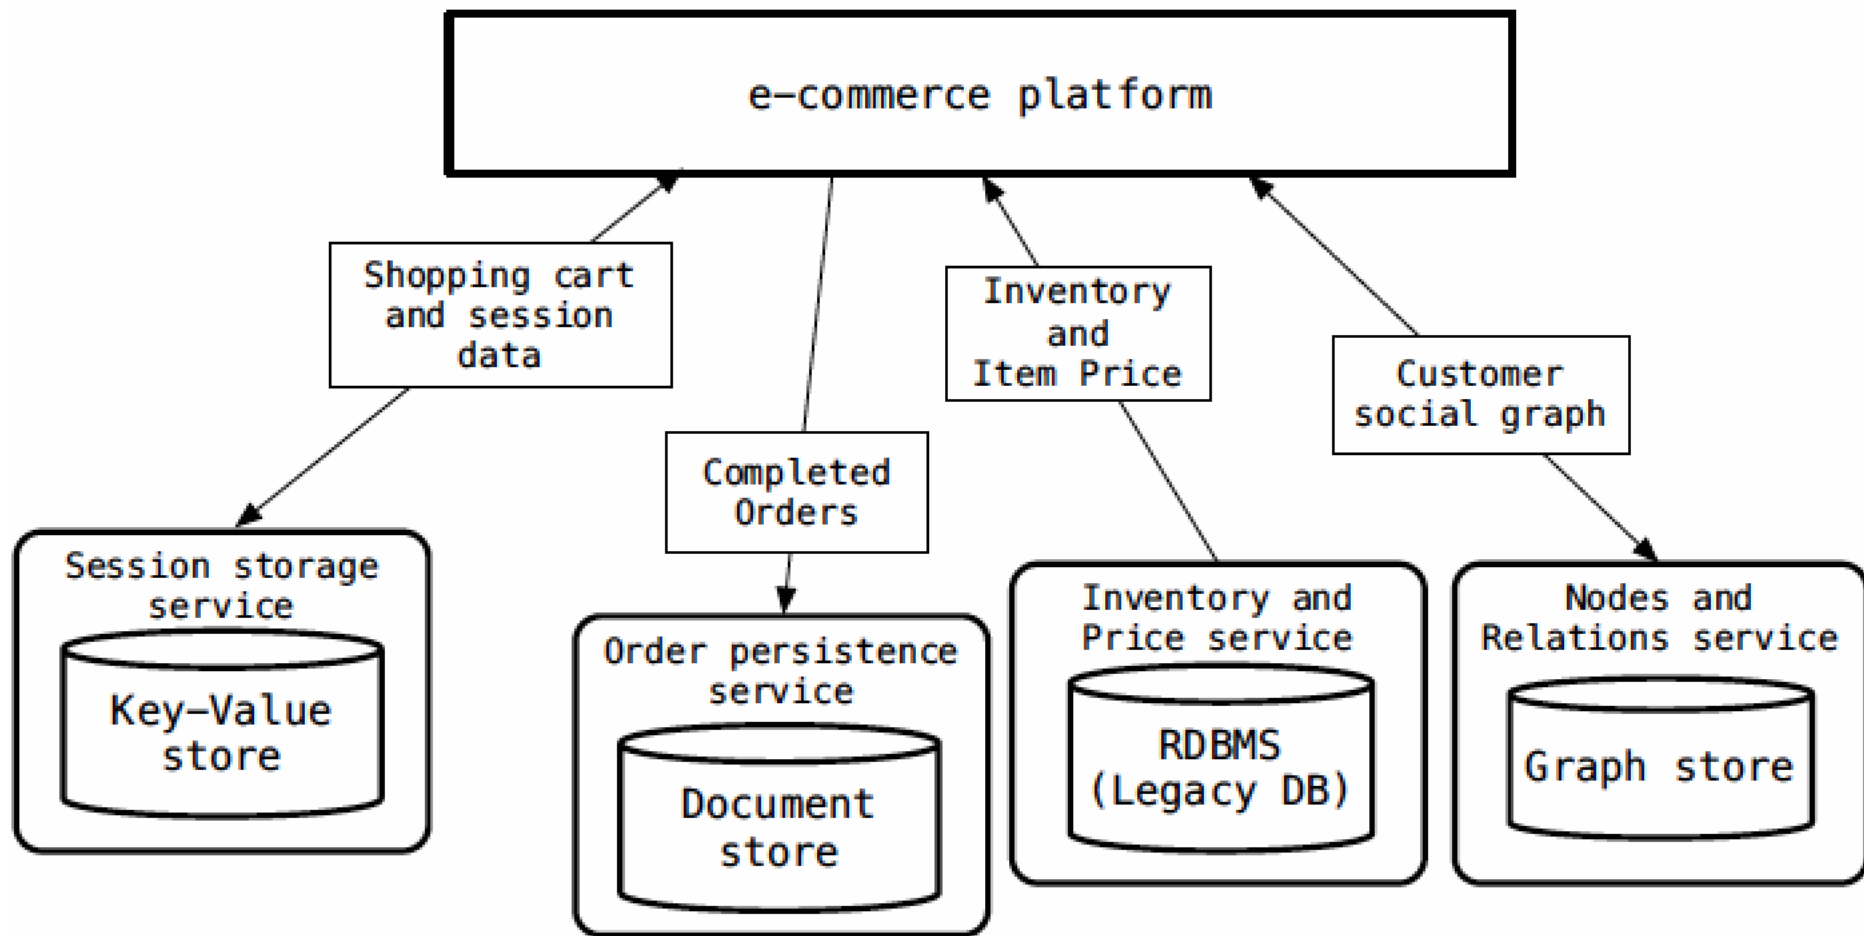 e-commerce platform
Shopping cart
and session
data
Inventory
and
Item Price
Customer
social graph
Completed
Orders
Session storage
service
Key-Value
store
Order persistence
service
Document
store
Inventory and
Price service
RDBMS
(Legacy DB)
Nodes and
Relations service
Graph store